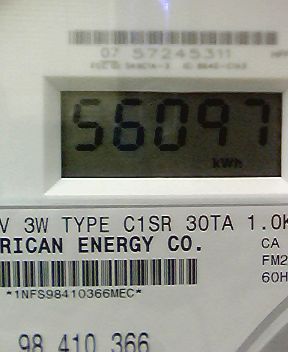 07 57245311
56097
kWh
V 3W TYPE C1SR 30TA 1.0K
RICAN ENERGY CO.
CA
FM2
60H
*1NFS98410366MEC*
98 410 366